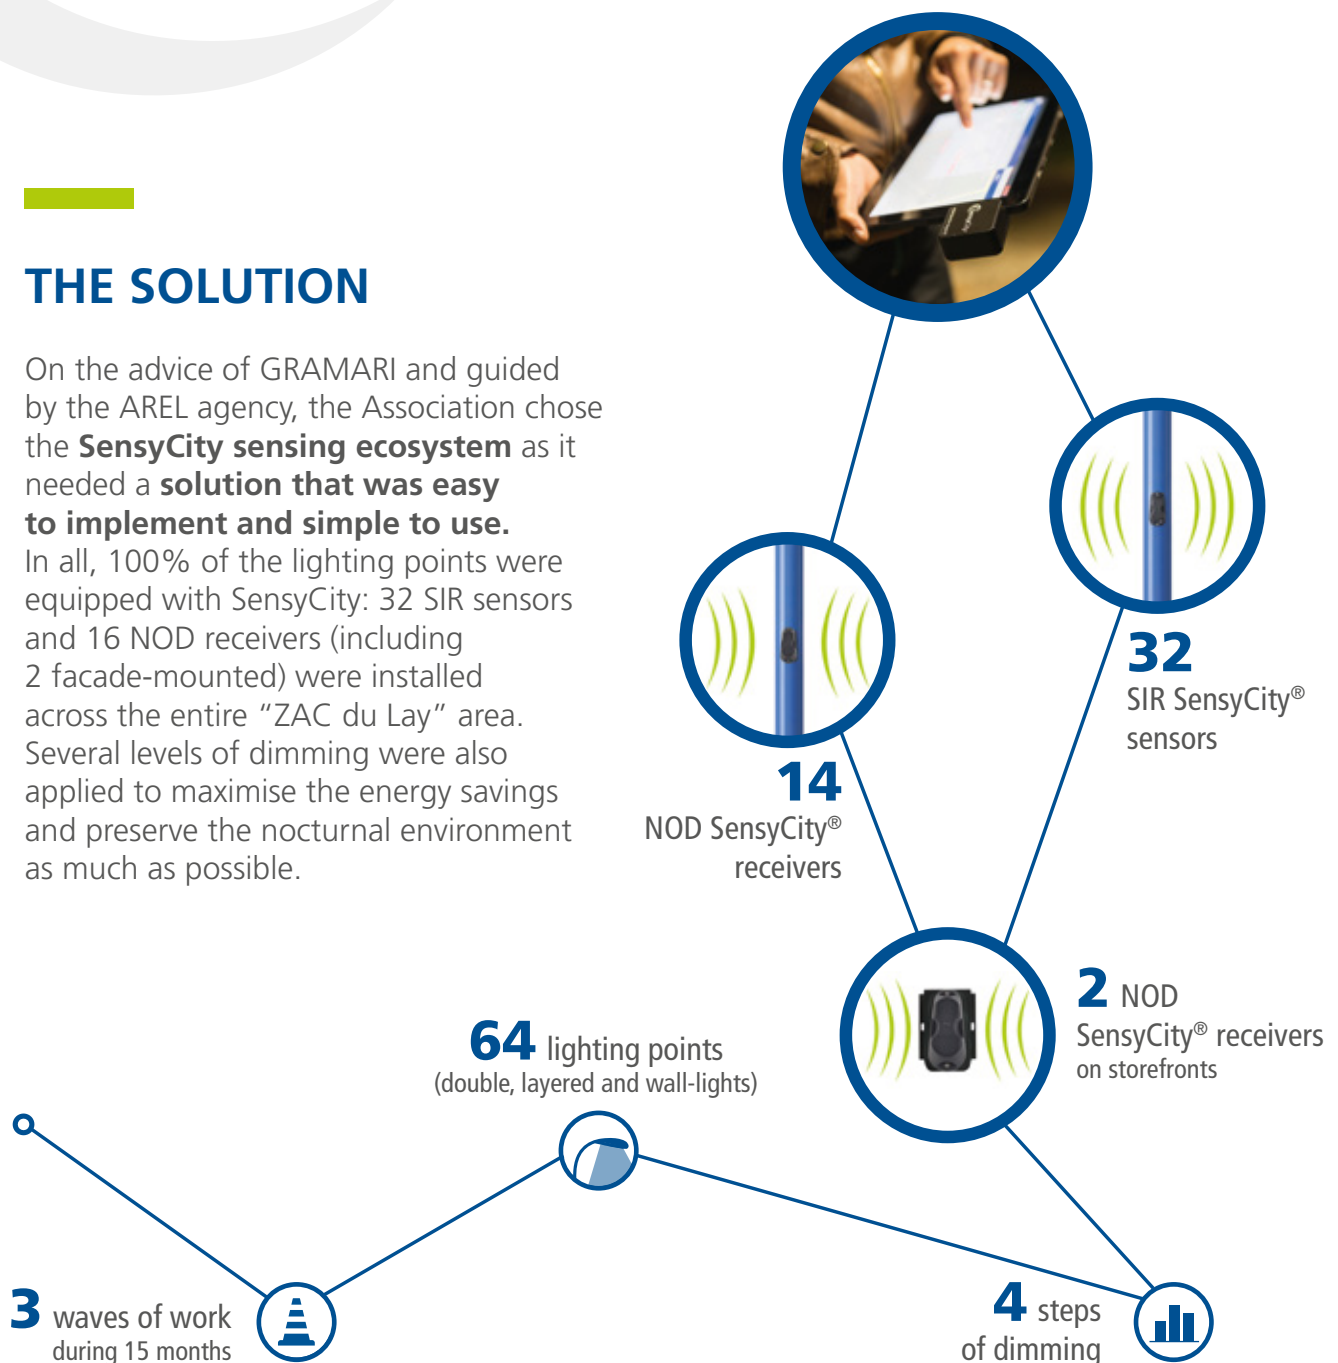 THE SOLUTION
On the advice of GRAMARI and guided
by the AREL agency, the Association chose
the SensyCity sensing ecosystem as it
needed a solution that was easy
to implement and simple to use.
In all, 100% of the lighting points were
equipped with SensyCity: 32 SIR sensors
and 16 NOD receivers (including
2 facade-mounted) were installed
across the entire “ZAC du Lay” area.
Several levels of dimming were also
applied to maximise the energy savings
and preserve the nocturnal environment
as much as possible.
32
SIR SensyCity®
sensors
14
NOD SensyCity®
receivers
2 NOD
SensyCity® receivers
on storefronts
64 lighting points
(double, layered and wall-lights)
3 waves of work
during 15 months
4 steps
of dimming